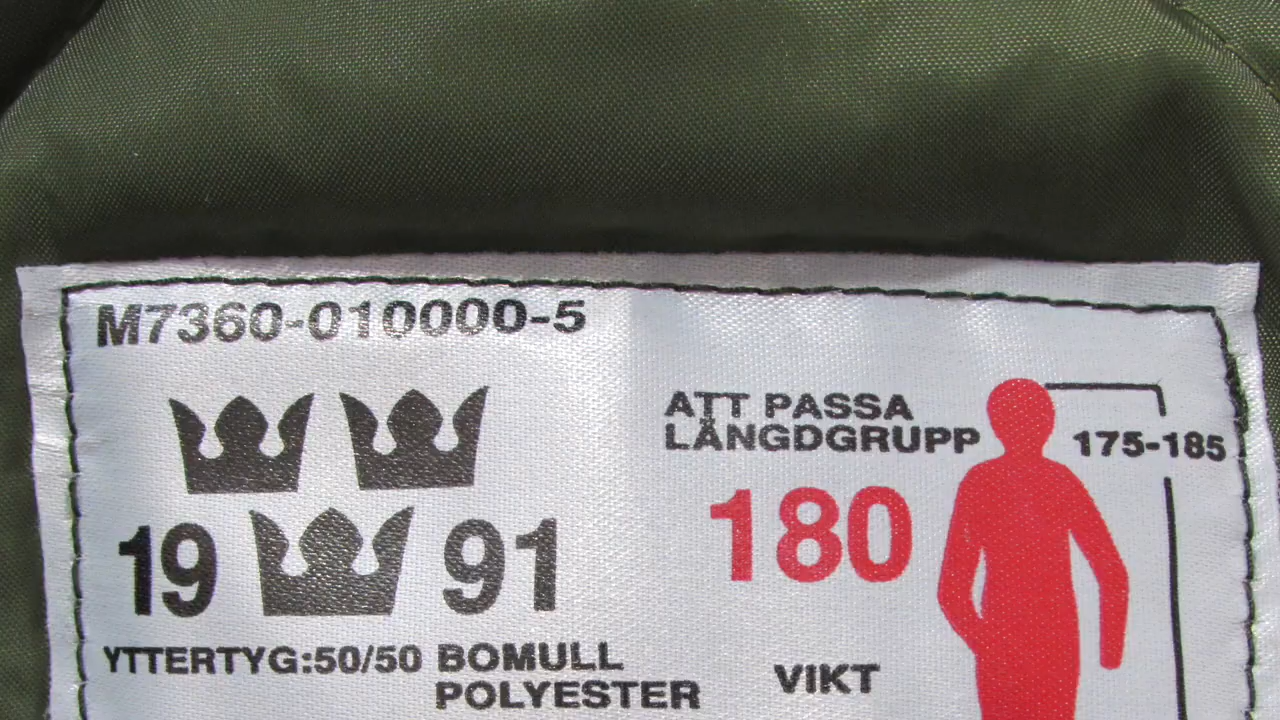 M7360-010000-5
ATT PASSA
LÄNGDGRUPP
175-185
180
19 91
YTTERTYG:50/50 BOMULL
POLYESTER
VIKT